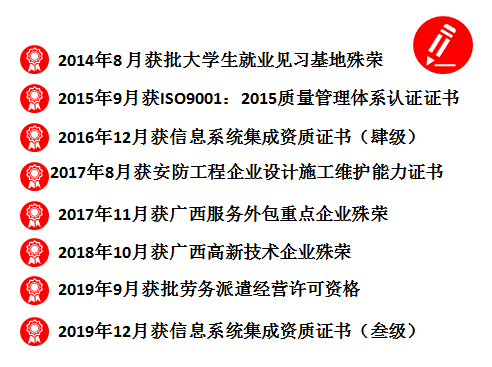 2014年8月获批大学生就业见习基地殊荣
2015年9月获ISO9001：2015质量管理体系认证证书
2016年12月获信息系统集成资质证书（肆级）
2017年8月获安防工程企业设计施工维护能力证书
2017年11月获广西服务外包重点企业殊荣
2018年10月获广西高新技术企业殊荣
2019年9月获批劳务派遣经营许可资格
2019年12月获信息系统集成资质证书（叁级）